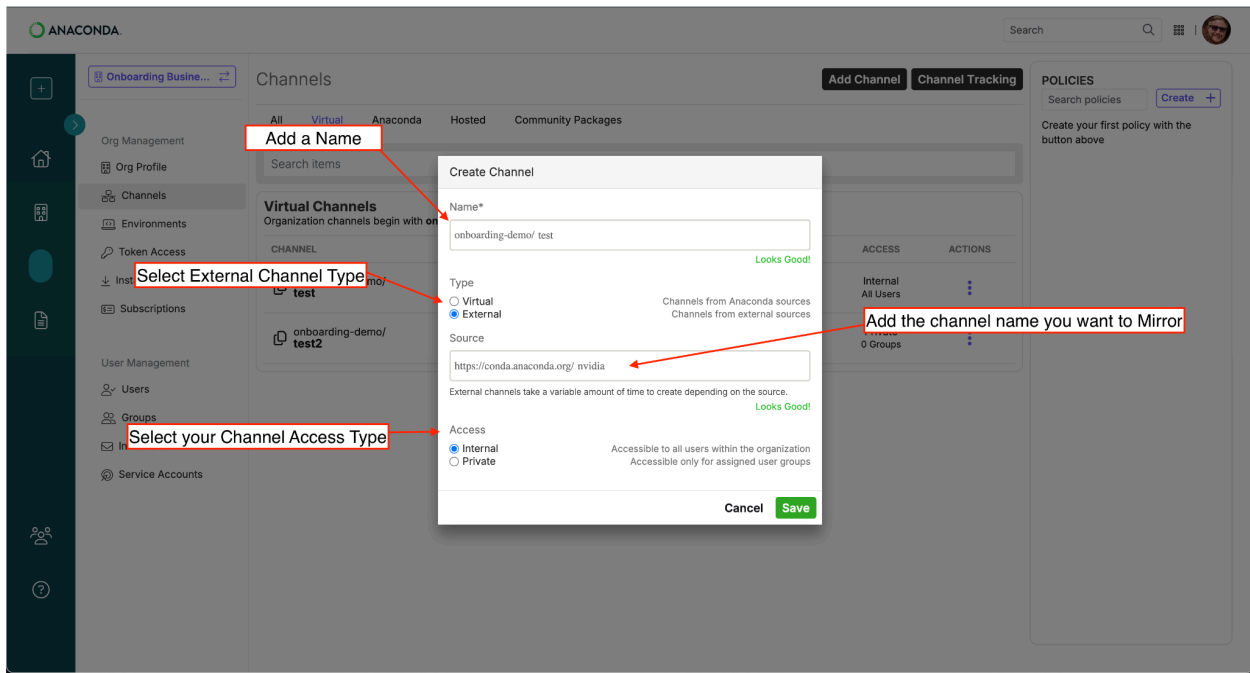 ANACONDA.
Search
Onboarding Busine...
Channels
Add Channel
Channel Tracking
POLICIES
Search policies
Create +
Create your first policy with the
button above
All
Virtual
Anaconda
Hosted
Community Packages
Add a Name
Search items
Org Management
Org Profile
Channels
Environments
Token Access
Inst
Subscriptions
User Management
Users
Groups
In
Service Accounts
Virtual Channels
Organization channels begin with on
CHANNEL
ACCESS
ACTIONS
mo/
test
Internal
All Users
onboarding-demo/
test2
0 Groups
Select External Channel Type
Add the channel name you want to Mirror
Select your Channel Access Type
Create Channel
Name*
onboarding-demo/ test
Looks Good!
Type
Virtual
Channels from Anaconda sources
External
Channels from external sources
Source
https://conda.anaconda.org/ nvidia
External channels take a variable amount of time to create depending on the source.
Looks Good!
Access
Internal
Accessible to all users within the organization
Private
Accessible only for assigned user groups
Cancel
Save